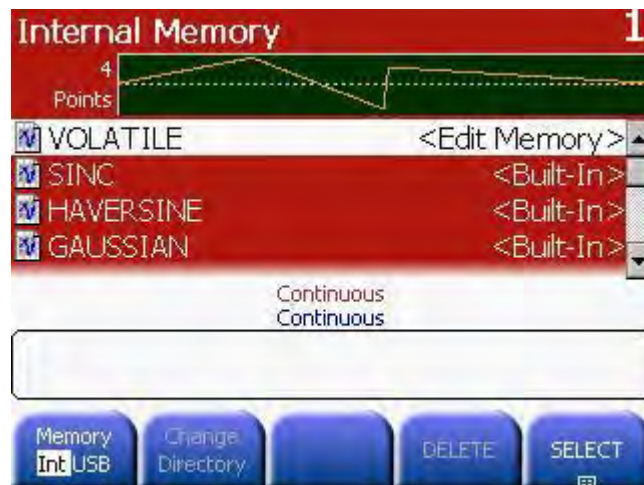 Internal Memory 1
4
Points
VOLATILE <Edit Memory>
SINC <Built-In>
HAVERSINE <Built-In>
GAUSSIAN <Built-In>
Continuous
Continuous
Memory
Int USB
Change
Directory
DELETE
SELECT